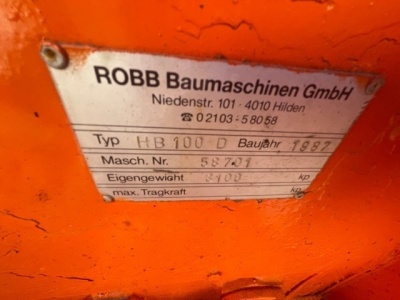 ROBB Baumaschinen GmbH
Niedenstr. 101 · 4010 Hilden
☎ 02103-58058
Typ HB 100 D Baujahr 1987
Masch. Nr. 58701
Eigengewicht kp
max. Tragkraft kp